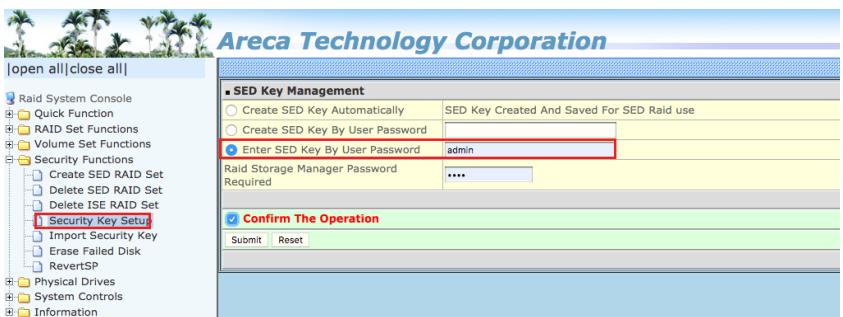 Areca Technology Corporation
|open all|close all|
Raid System Console
Quick Function
RAID Set Functions
Volume Set Functions
Security Functions
Create SED RAID Set
Delete SED RAID Set
Delete ISE RAID Set
Security Key Setup
Import Security Key
Erase Failed Disk
RevertSP
Physical Drives
System Controls
Information
SED Key Management
Create SED Key Automatically SED Key Created And Saved For SED Raid use
Create SED Key By User Password
Enter SED Key By User Password admin
Raid Storage Manager Password
Required ••••
Confirm The Operation
Submit Reset